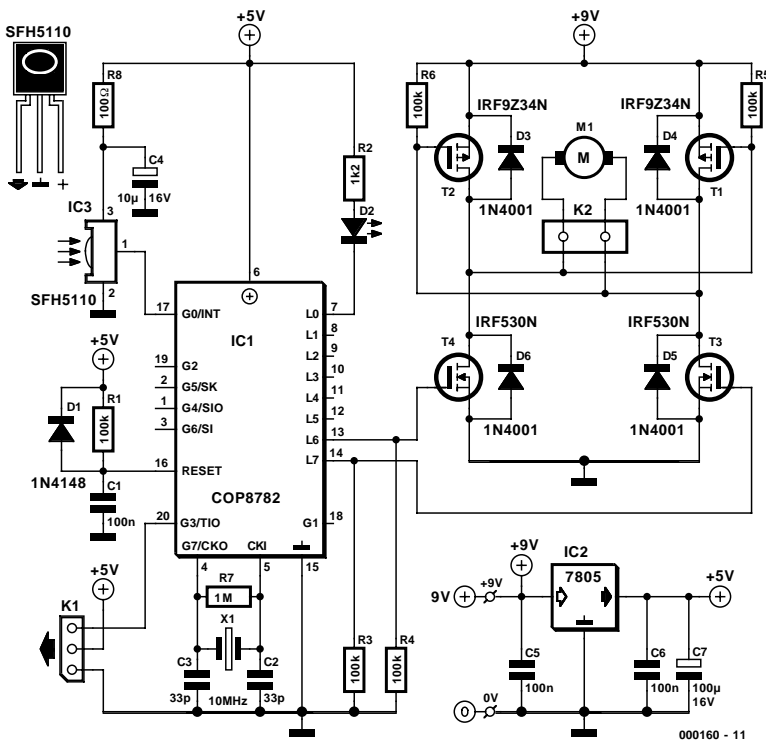 SFH5110
+5V
+9V
R8
100Ω
R6
100k
R5
100k
IRF9Z34N
IRF9Z34N
M1
M
D3
D4
T2
T1
1N4001
1N4001
K2
R2
1k2
D2
C4
10µ 16V
IC3
3
1
2
SFH5110
6
17
G0/INT
L0
7
IC1
L1
8
L2
9
L3
10
L4
11
L5
12
L6
13
L7
14
19
G2
2
G5/SK
1
G4/SIO
3
G6/SI
16
RESET
COP8782
20
G3/TIO
G1
18
G7/CKO
CKI
4
5
15
+5V
D1
R1
100k
1N4148
C1
100n
IRF530N
IRF530N
T4
T3
D6
D5
1N4001
1N4001
+5V
K1
R7
1M
X1
C3
C2
33p
10MHz
33p
R3
100k
R4
100k
+9V
IC2
7805
9V
+9V
+5V
C5
100n
C6
100n
C7
100µ
16V
0
0V
000160 - 11